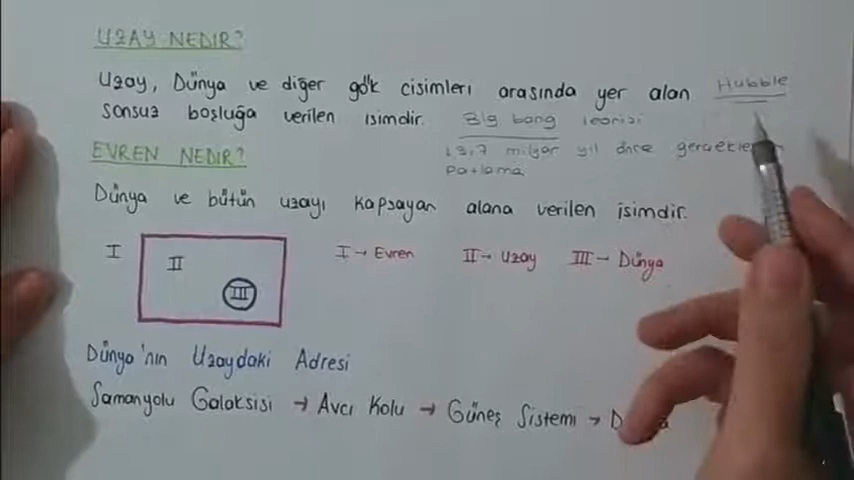 UZAY NEDİR?
Uzay, Dünya ve diğer gök cisimleri arasında yer alan Hubble
sonsuz boşluğa verilen isimdir. Big bang teorisi
EVREN NEDİR? 13,7 milyar yıl önce
patlama
Dünya ve bütün uzayı kapsayan alana verilen isimdir.
I II III I → Evren II → Uzay III → Dünya
Dünya'nın Uzaydaki Adresi
Samanyolu Galaksisi → Avcı Kolu → Güneş Sistemi →